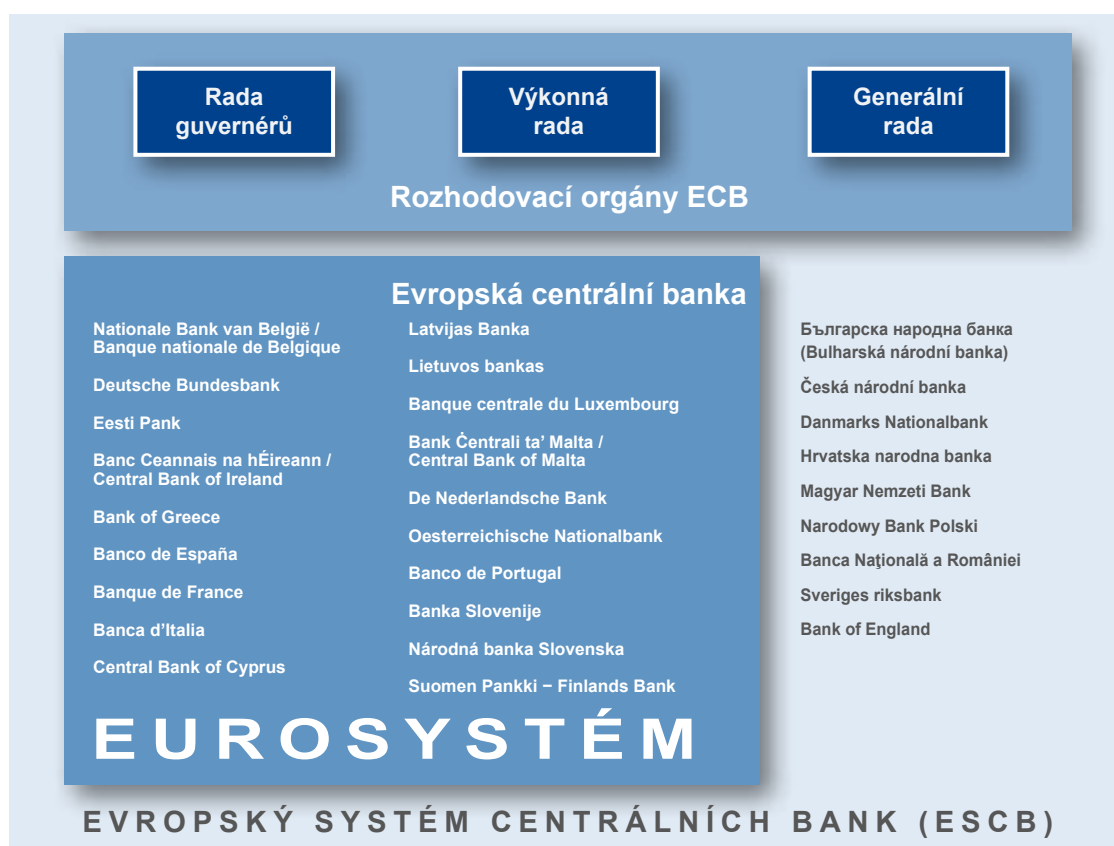 Rada
guvernérů
Výkonná
rada
Generální
rada
Rozhodovací orgány ECB
Evropská centrální banka
Nationale Bank van België /
Banque nationale de Belgique
Deutsche Bundesbank
Eesti Pank
Banc Ceannais na hÉireann /
Central Bank of Ireland
Bank of Greece
Banco de España
Banque de France
Banca d’Italia
Central Bank of Cyprus
Latvijas Banka
Lietuvos bankas
Banque centrale du Luxembourg
Bank Ċentrali ta’ Malta /
Central Bank of Malta
De Nederlandsche Bank
Oesterreichische Nationalbank
Banco de Portugal
Banka Slovenije
Národná banka Slovenska
Suomen Pankki − Finlands Bank
Българска народна банка
(Bulharská národní banka)
Česká národní banka
Danmarks Nationalbank
Hrvatska narodna banka
Magyar Nemzeti Bank
Narodowy Bank Polski
Banca Naţională a României
Sveriges riksbank
Bank of England
EUROSYSTÉM
EVROPSKÝ SYSTÉM CENTRÁLNÍCH BANK (ESCB)